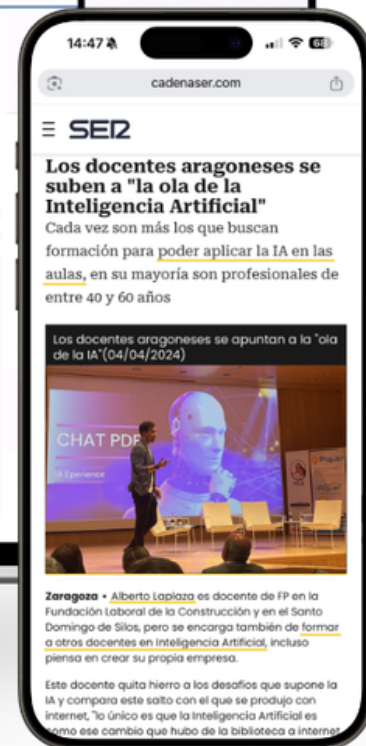 14:47
68
cadenaser.com
SER
Los docentes aragoneses se
suben a "la ola de la
Inteligencia Artificial"
Cada vez son más los que buscan
formación para poder aplicar la IA en las
aulas, en su mayoría son profesionales de
entre 40 y 60 años
Los docentes aragoneses se apuntan a la "ola
de la IA"(04/04/2024)
CHAT PDF
IA Experience
Zaragoza • Alberto Laplaza es docente de FP en la
Fundación Laboral de la Construcción y en el Santo
Domingo de Silos, pero se encarga también de formar
a otros docentes en Inteligencia Artificial, incluso
piensa en crear su propia empresa.
Este docente quita hierro a los desafíos que supone la
IA y compara este salto con el que se produjo con
internet, "lo único es que la Inteligencia Artificial es
como ese cambio que hubo de la biblioteca a internet